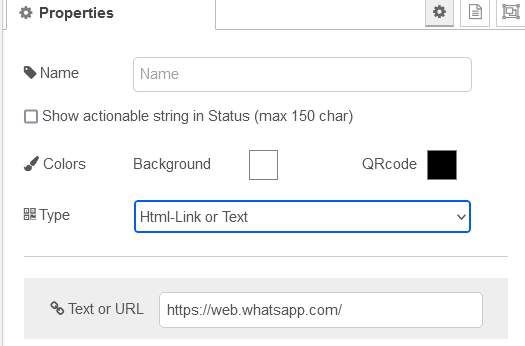 Properties
Name Name
Show actionable string in Status (max 150 char)
Colors Background QRcode
Type Html-Link or Text
Text or URL https://web.whatsapp.com/